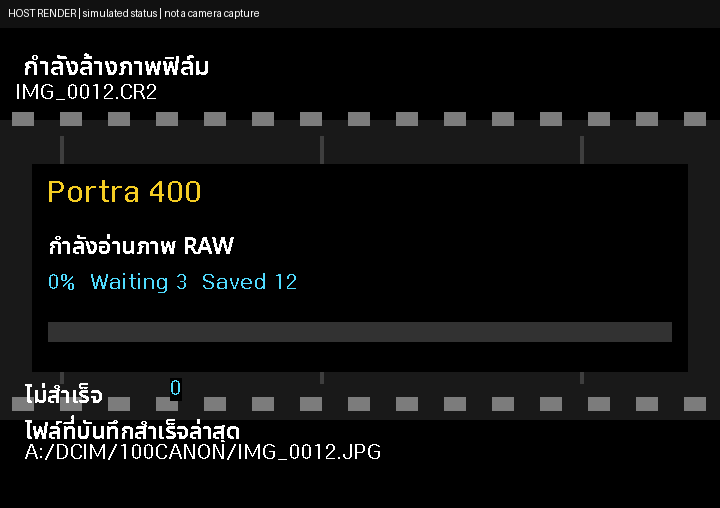 HOST RENDER | simulated status | not a camera capture
กำลังล้างภาพฟิล์ม
IMG_0012.CR2
Portra 400
กำลังอ่านภาพ RAW
0% Waiting 3 Saved 12
ไม่สำเร็จ 0
ไฟล์ที่บันทึกสำเร็จล่าสุด
A:/DCIM/100CANON/IMG_0012.JPG